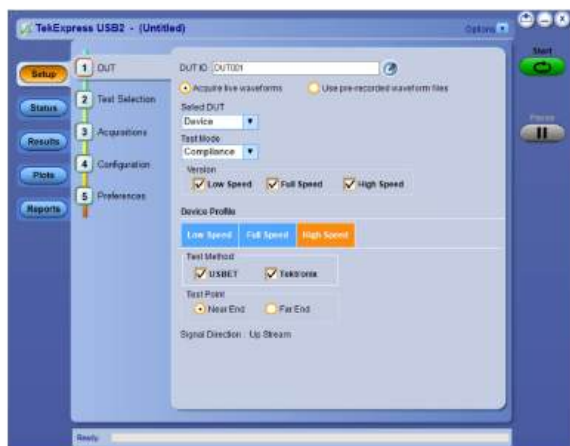 TekExpress USB2 - (Untitled)
Options
Start
Setup
1 DUT
DUT ID DUT001
Acquire live waveforms
Use pre-recorded waveform files
Status
2 Test Selection
Select DUT
Device
Pause
Results
3 Acquisitions
Test Mode
Compliance
Plots
4 Configuration
Version
Low Speed
Full Speed
High Speed
Reports
5 Preferences
Device Profile
Low Speed
Full Speed
High Speed
Test Method
USBET
Tektronix
Test Point
Near End
Far End
Signal Direction : Up Stream
Ready